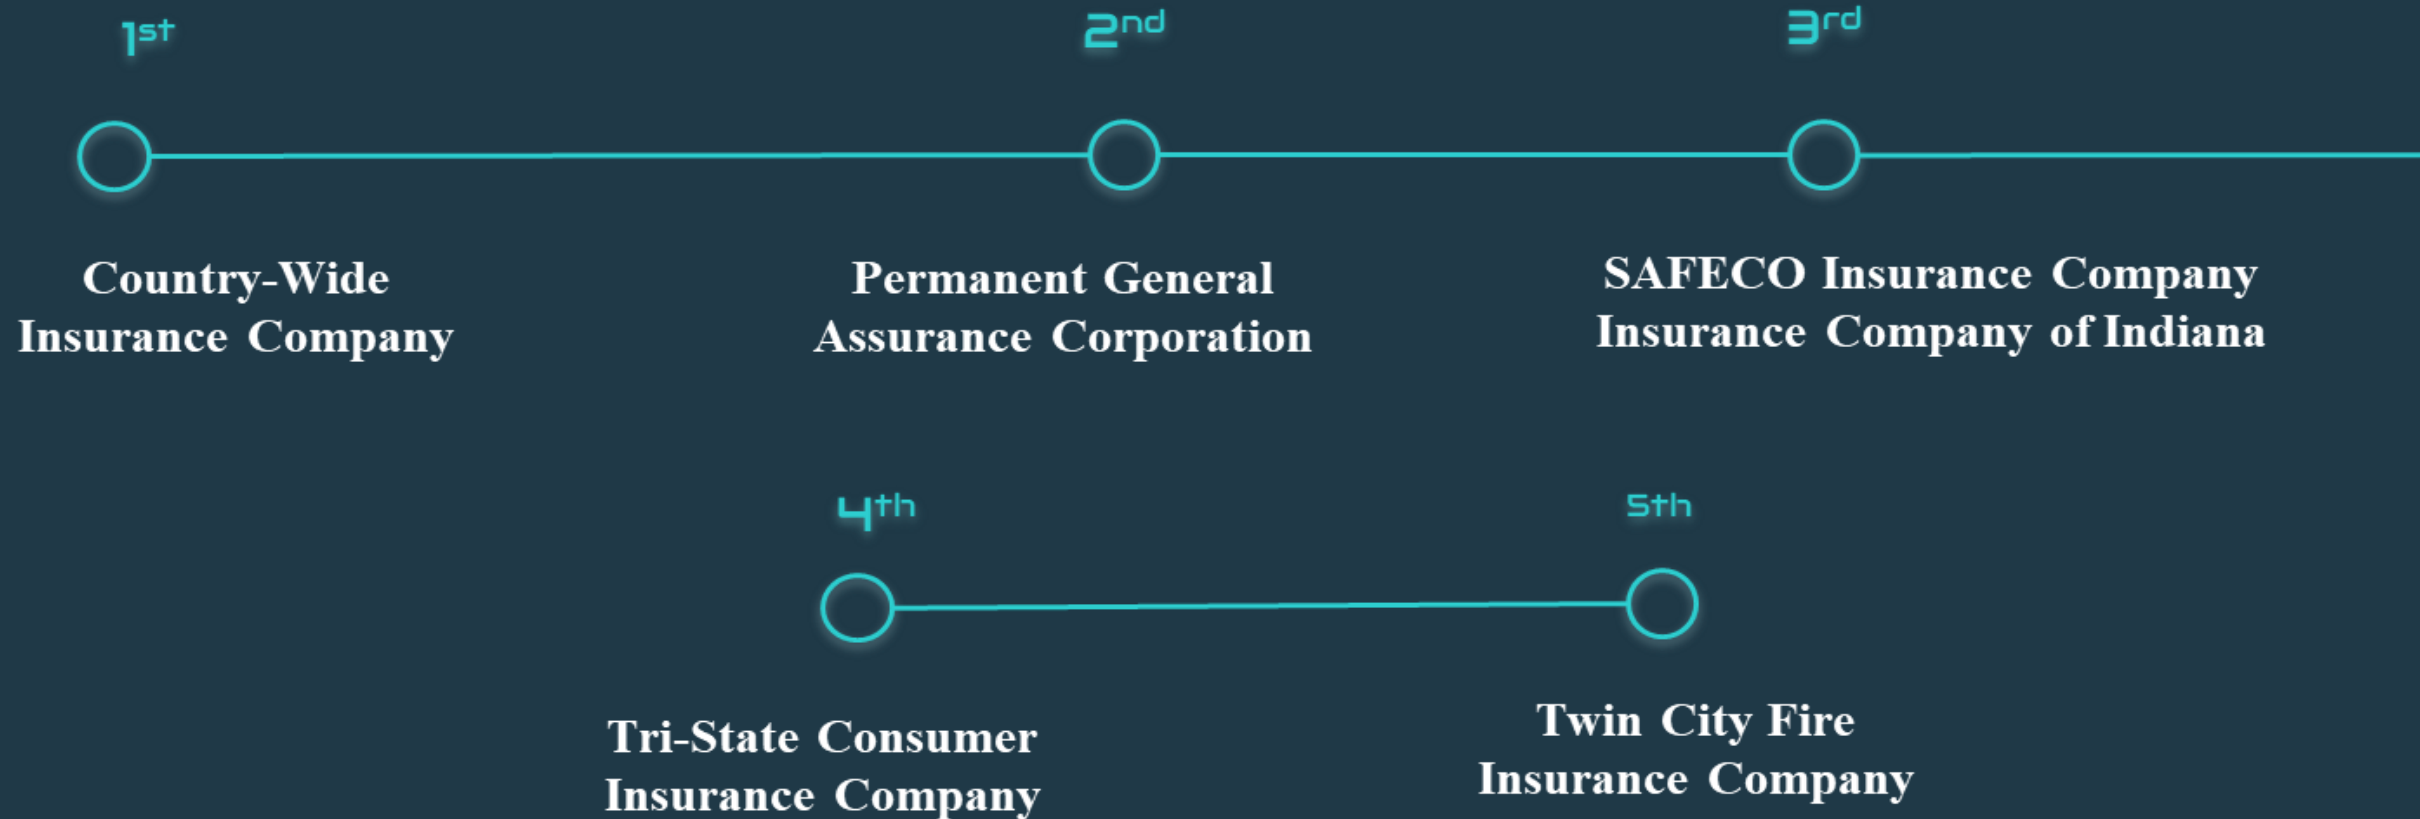 1st
2nd
3rd
Country-Wide
Insurance Company
Permanent General
Assurance Corporation
SAFECO Insurance Company
Insurance Company of Indiana
4th
5th
Tri-State Consumer
Insurance Company
Twin City Fire
Insurance Company